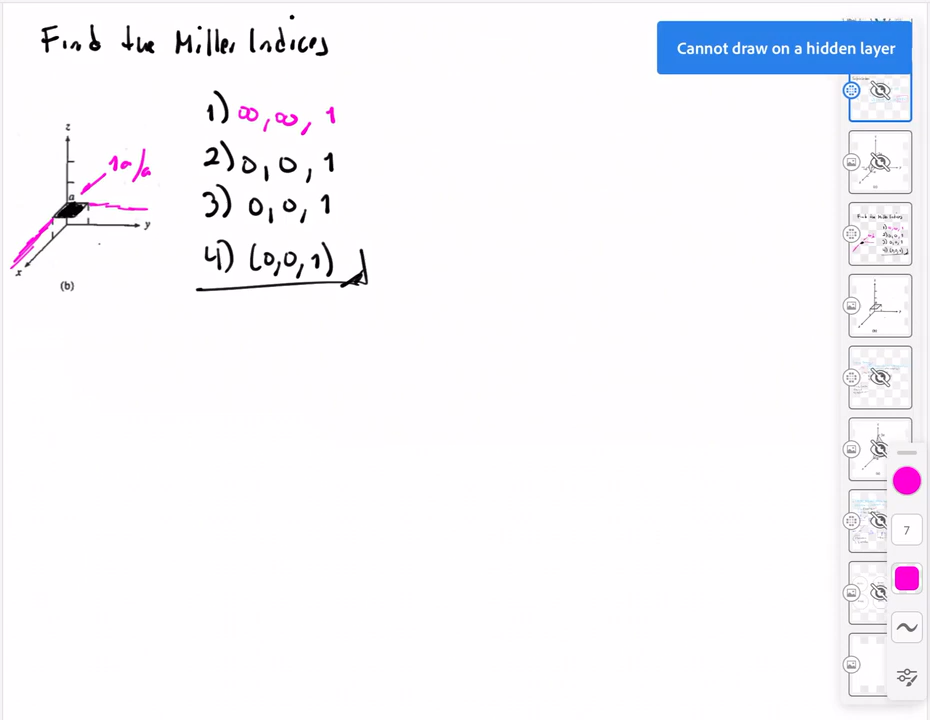 Find the Miller Indices
Cannot draw on a hidden layer
1) ∞, ∞, 1
2) 0, 0, 1
3) 0, 0, 1
4) (0, 0, 1)
z
1a/a
a
y
x
(b)
7